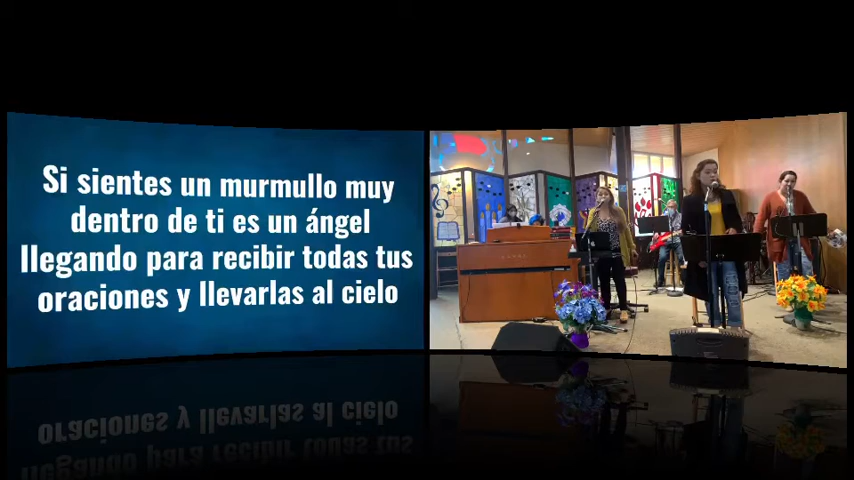 Si sientes un murmullo muy
dentro de ti es un ángel
llegando para recibir todas tus
oraciones y llevarlas al cielo